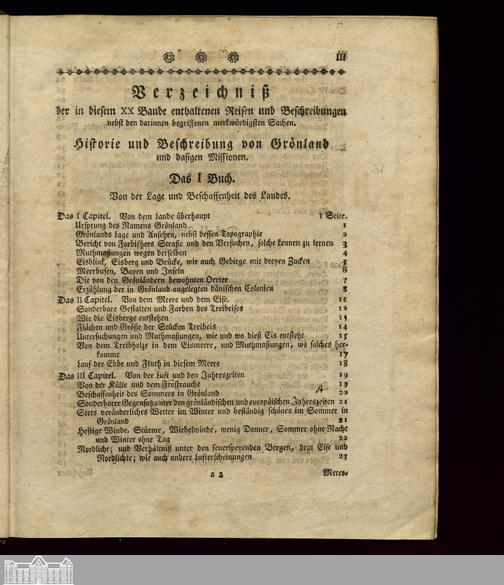 III
Verzeichniß
der in diesem XX Bande enthaltenen Reisen und Beschreibungen
nebst den darinnen begriffenen merkwürdigsten Sachen.
Historie und Beschreibung von Grönland
und dasigen Missionen.
Das I Buch.
Von der Lage und Beschaffenheit des Landes.
Das I Capitel. Von dem Lande überhaupt 1 Seite.
Ursprung des Namens Grönland 1
Grönlands Lage und Ansehen, nebst dessen Topographie 2
Bericht von Forbishers Straße und den Versuchen, solche kennen zu lernen 3
Muthmaßungen wegen derselben 4
Eisblink, Eisberg und Brücke, wie auch Gebirge mit dreyen Zacken 5
Meerbusen, Bayen und Inseln 6
Die von den Grönländern bewohnten Oerter 7
Erzählung der in Grönland angelegten dänischen Colonien 8
Das II Capitel. Von dem Meere und dem Eise. 11
Sonderbare Gestalten und Farben des Treibeises 12
Wie die Eisberge entstehen 13
Flächen und Größe der Stücken Treibeis 14
Untersuchungen und Muthmaßungen, wie und wo dieß Eis entsteht 15
Von dem Treibholze in dem Eismeere, und Muthmaßungen, wo solches her-
komme 17
Lauf der Ebbe und Fluth in diesem Meere 18
Das III Capitel. Von der Luft und den Jahreszeiten 19
Von der Kälte und dem Frostrauche 19
Beschaffenheit des Sommers in Grönland 20
Sonderbarer Gegensatz unter den grönländischen und europäischen Jahreszeiten 21
Stets veränderliches Wetter im Winter und beständig schönes im Sommer in
Grönland 21
Heftige Winde, Stürme, Wirbelwinde, wenig Donner, Sommer ohne Nacht
und Winter ohne Tag 22
Nordlicht; und Verhältniß unter den feuerspeyenden Bergen, dem Eise und
Nordlichte; wie auch andere Lufterscheinungen 23
a 2 Meteo-